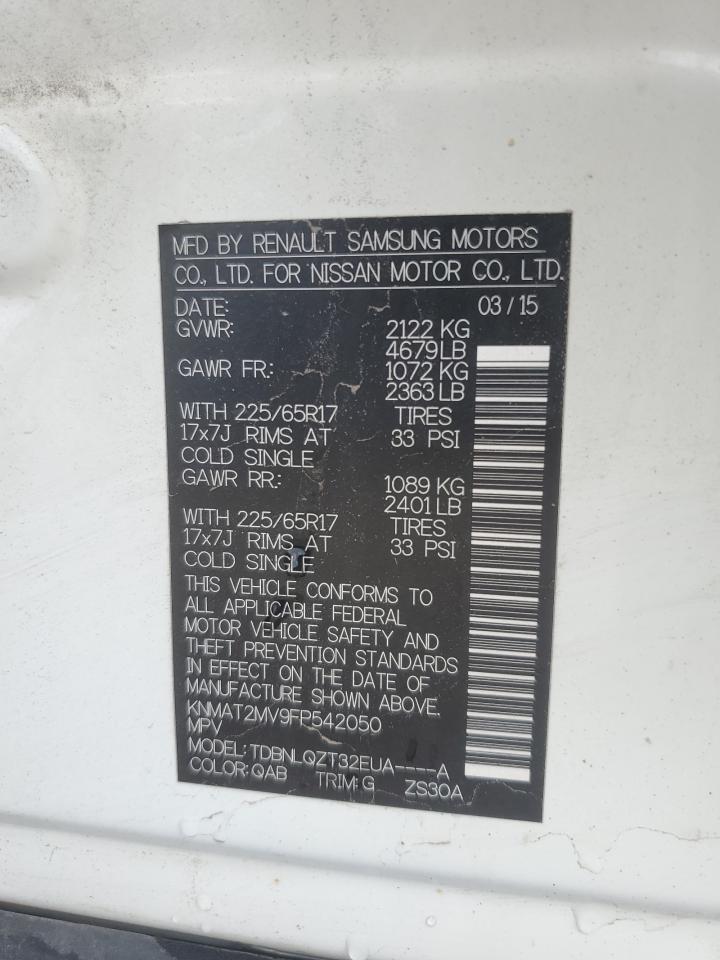 MFD BY RENAULT SAMSUNG MOTORS
CO., LTD. FOR NISSAN MOTOR CO., LTD.
DATE: 03 / 15
GVWR: 2122 KG
4679 LB
GAWR FR.: 1072 KG
2363 LB
WITH 225/65R17 TIRES
17x7J RIMS AT 33 PSI
COLD SINGLE
GAWR RR.: 1089 KG
2401 LB
WITH 225/65R17 TIRES
17x7J RIMS AT 33 PSI
COLD SINGLE
THIS VEHICLE CONFORMS TO
ALL APPLICABLE FEDERAL
MOTOR VEHICLE SAFETY AND
THEFT PREVENTION STANDARDS
IN EFFECT ON THE DATE OF
MANUFACTURE SHOWN ABOVE.
KNMAT2MV9FP542050
MPV
MODEL: TDBNLQZT32EUA----A
COLOR: QAB TRIM: G ZS30A